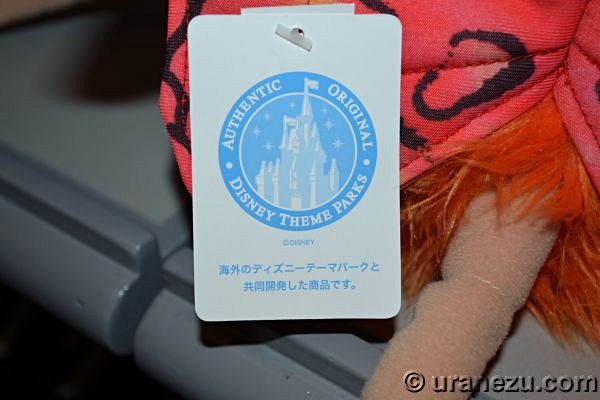 AUTHENTIC ORIGINAL
DISNEY THEME PARKS
©DISNEY
海外のディズニーテーマパークと
共同開発した商品です。
© uranezu.com